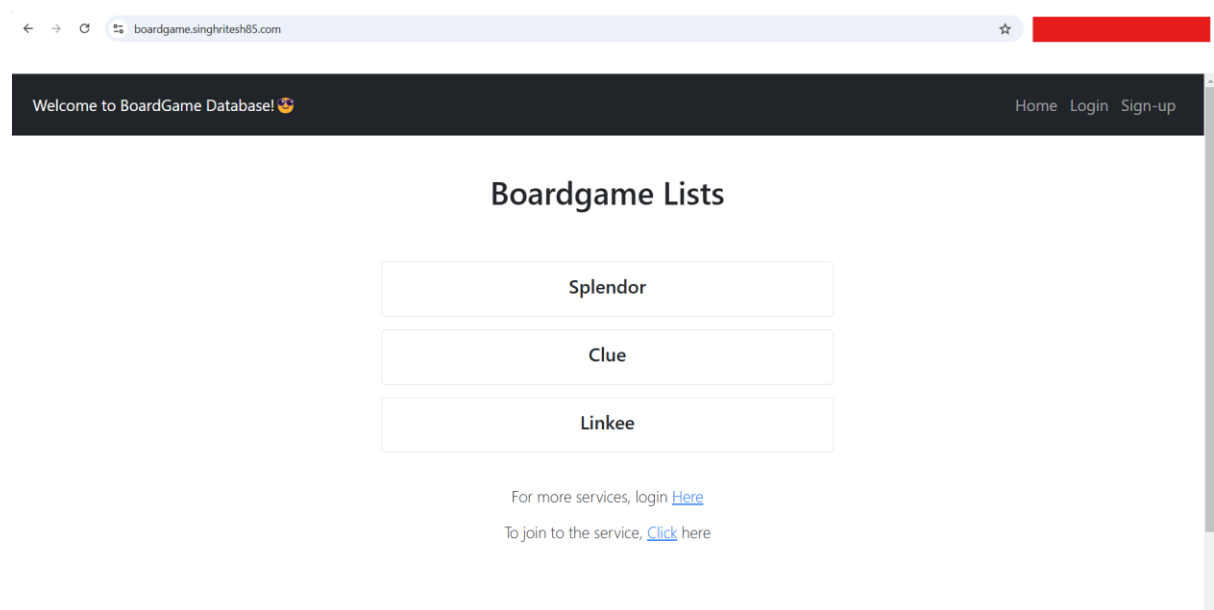 boardgame.singhritesh85.com
Welcome to BoardGame Database!
Home Login Sign-up
Boardgame Lists
Splendor
Clue
Linkee
For more services, login Here
To join to the service, Click here